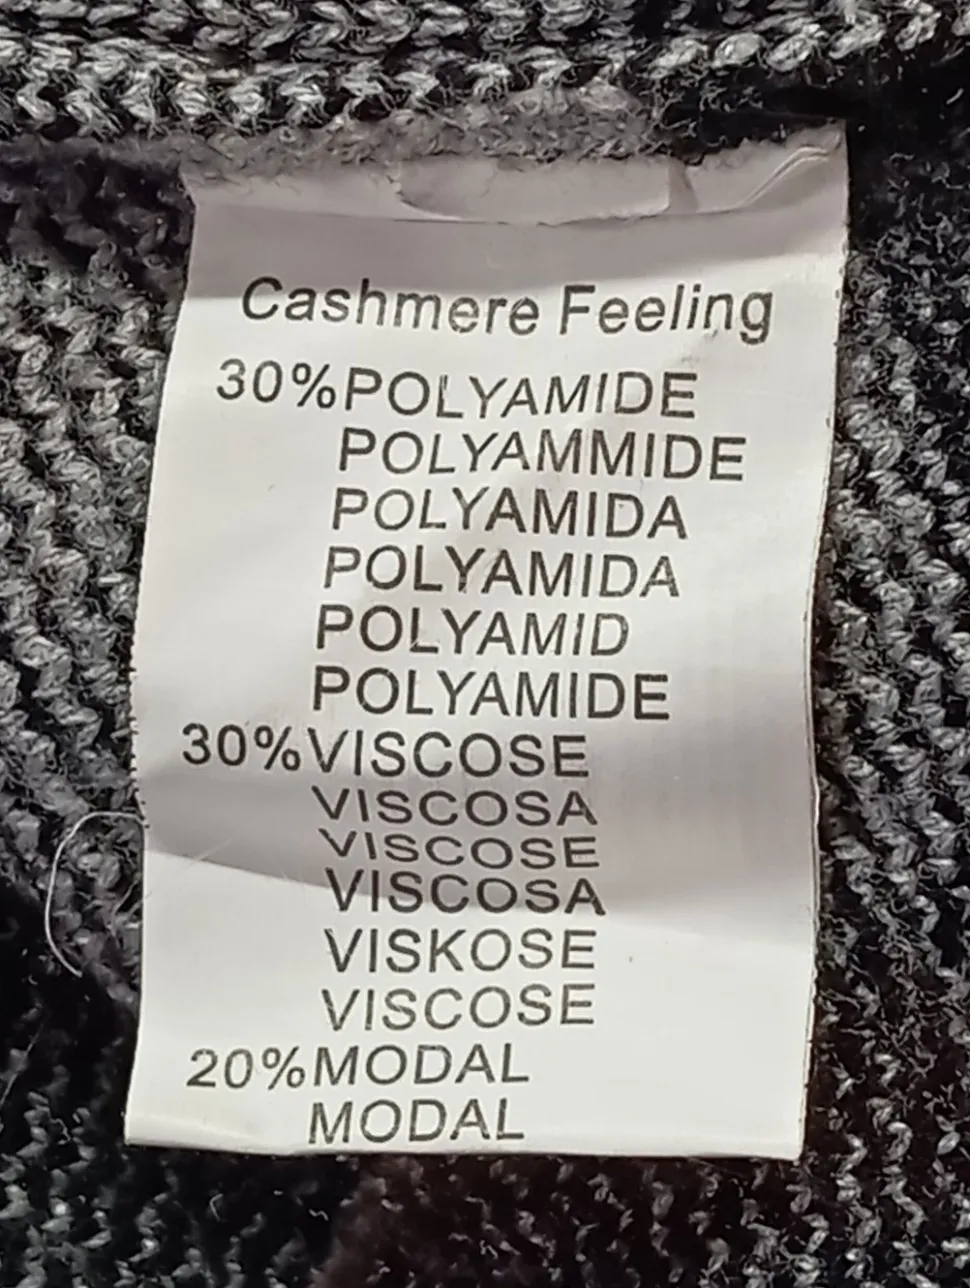 Cashmere Feeling
30%POLYAMIDE
POLYAMMIDE
POLYAMIDA
POLYAMIDA
POLYAMID
POLYAMIDE
30%VISCOSE
VISCOSA
VISCOSE
VISCOSA
VISKOSE
VISCOSE
20%MODAL
MODAL